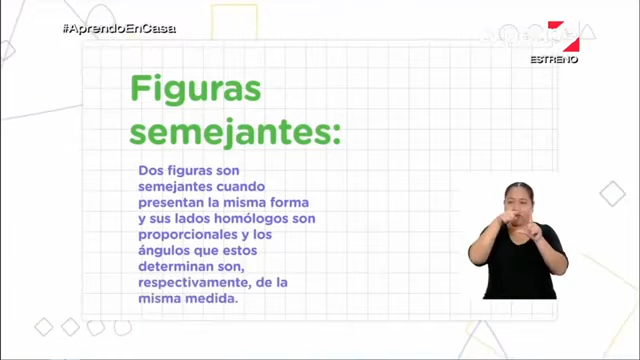 #AprendoEnCasa
ESTRENO
Figuras
semejantes:
Dos figuras son
semejantes cuando
presentan la misma forma
y sus lados homólogos son
proporcionales y los
ángulos que estos
determinan son,
respectivamente, de la
misma medida.